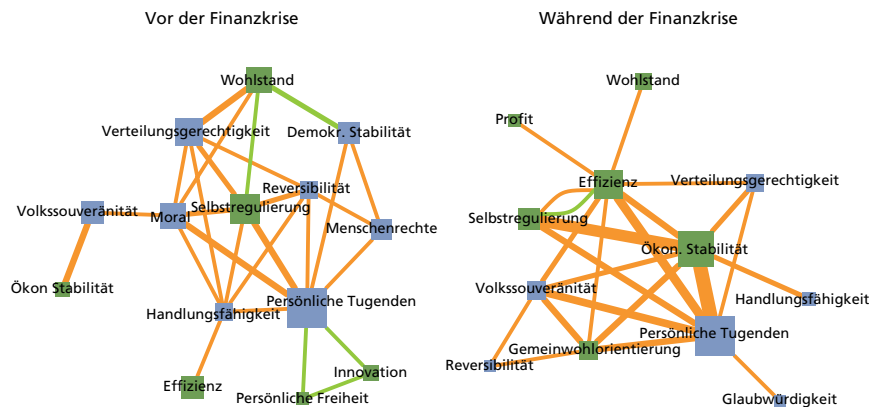 Vor der Finanzkrise
Wohlstand
Verteilungsgerechtigkeit
Demokr. Stabilität
Reversibilität
Selbstregulierung
Volkssouveränität
Moral
Menschenrechte
Ökon Stabilität
Persönliche Tugenden
Handlungsfähigkeit
Innovation
Effizienz
Persönliche Freiheit
Während der Finanzkrise
Wohlstand
Profit
Effizienz
Verteilungsgerechtigkeit
Selbstregulierung
Ökon. Stabilität
Volkssouveränität
Handlungsfähigkeit
Persönliche Tugenden
Gemeinwohlorientierung
Reversibilität
Glaubwürdigkeit